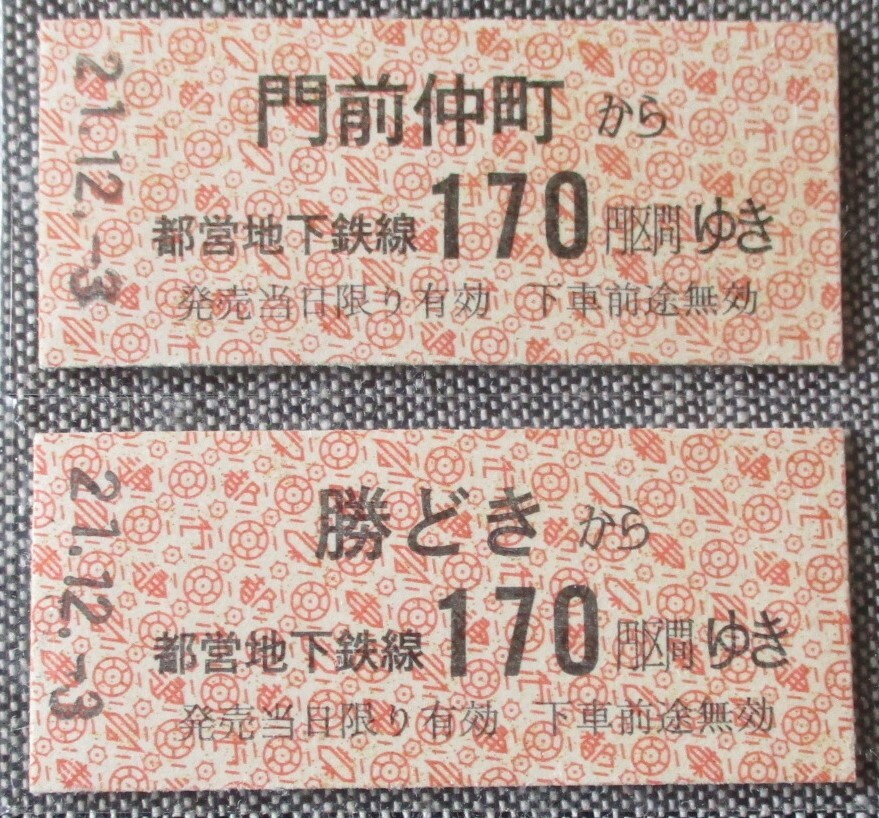 21.12.-3
門前仲町 から
都営地下鉄線 170 円区間 ゆき
発売当日限り有効 下車前途無効
21.12.-3
勝どき から
都営地下鉄線 170 円区間 ゆき
発売当日限り有効 下車前途無効